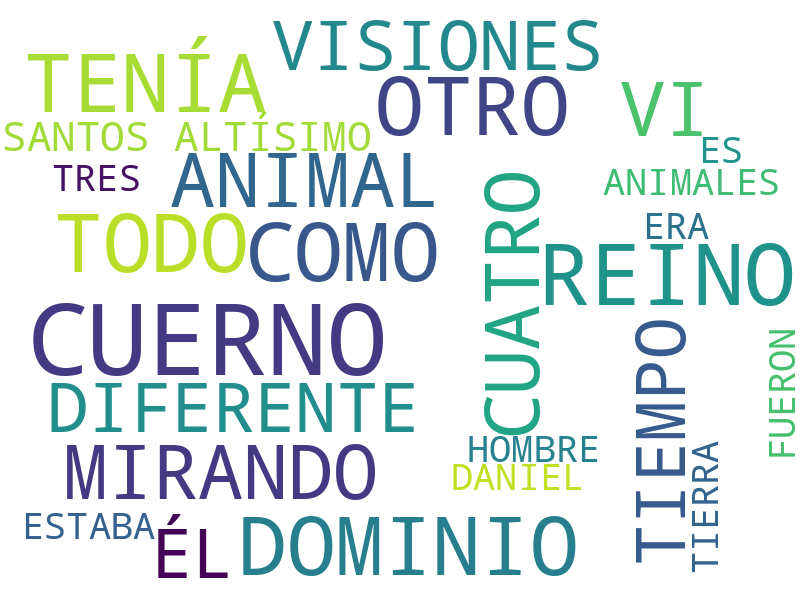 VISIONES
TENÍA
OTRO
VI
SANTOS ALTÍSIMO
ES
TRES
ANIMAL
ANIMALES
TODO
COMO
CUATRO
ERA
REINO
CUERNO
TIEMPO
FUERON
DIFERENTE
MIRANDO
HOMBRE
DANIEL
TIERRA
ESTABA
ÉL
DOMINIO